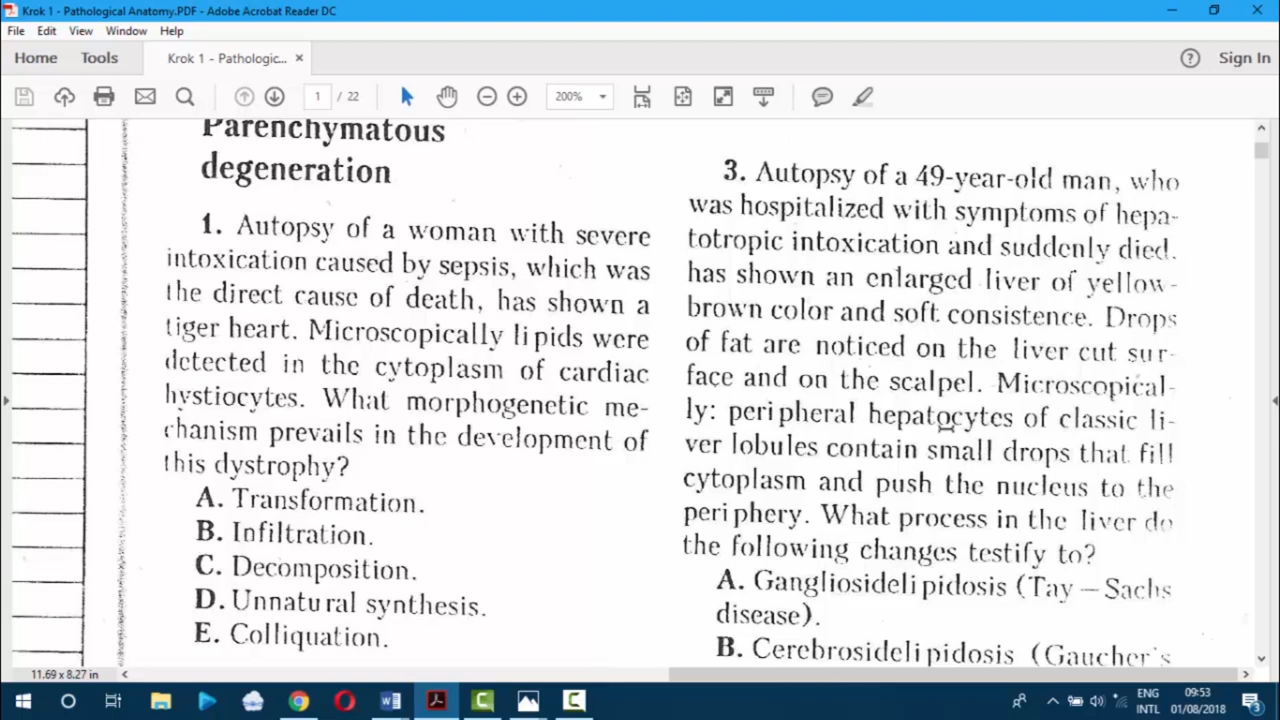 Krok 1 - Pathological Anatomy.PDF - Adobe Acrobat Reader DC
File Edit View Window Help
Home Tools Krok 1 - Pathologic... × Sign In
1 / 22 200%
Parenchymatous
degeneration
1. Autopsy of a woman with severe
intoxication caused by sepsis, which was
the direct cause of death, has shown a
tiger heart. Microscopically lipids were
detected in the cytoplasm of cardiac
hystiocytes. What morphogenetic me-
chanism prevails in the development of
this dystrophy?
A. Transformation.
B. Infiltration.
C. Decomposition.
D. Unnatural synthesis.
E. Colliquation.
3. Autopsy of a 49-year-old man, who
was hospitalized with symptoms of hepa-
totropic intoxication and suddenly died.
has shown an enlarged liver of yellow-
brown color and soft consistence. Drops
of fat are noticed on the liver cut sur-
face and on the scalpel. Microscopical-
ly: peripheral hepatocytes of classic li-
ver lobules contain small drops that fill
cytoplasm and push the nucleus to the
periphery. What process in the liver do
the following changes testify to?
A. Gangliosidelipidosis (Tay – Sachs
disease).
B. Cerebrosidelipidosis (Gaucher's
11.69 x 8.27 in
ENG 09:53
INTL 01/08/2018 3